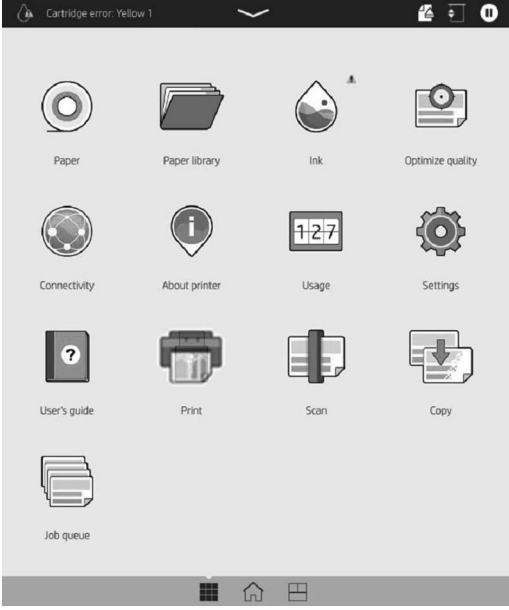 Cartridge error: Yellow 1
Paper
Paper library
Ink
Optimize quality
Connectivity
About printer
127
Usage
Settings
User's guide
Print
Scan
Copy
Job queue